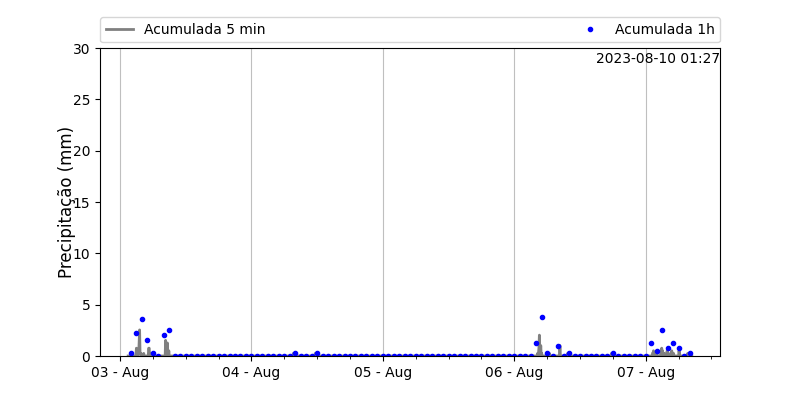 Acumulada 5 min
Acumulada 1h
2023-08-10 01:27
Precipitação (mm)
30
25
20
15
10
5
0
03 - Aug
04 - Aug
05 - Aug
06 - Aug
07 - Aug